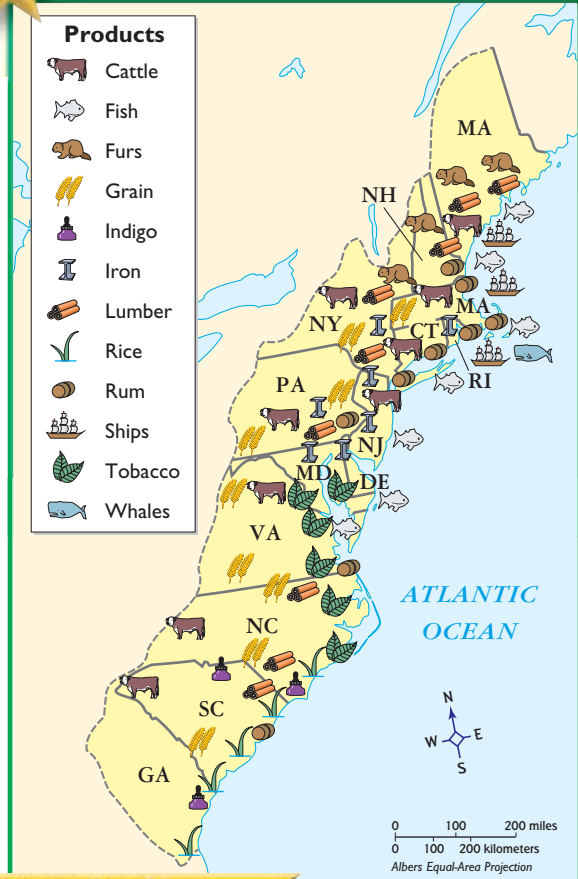 Products
Cattle
Fish
Furs
Grain
Indigo
Iron
Lumber
Rice
Rum
Ships
Tobacco
Whales
MA
NH
MA
NY
CT
RI
PA
NJ
MD
DE
VA
ATLANTIC
OCEAN
NC
SC
GA
N
W E
S
0 100 200 miles
0 100 200 kilometers
Albers Equal-Area Projection